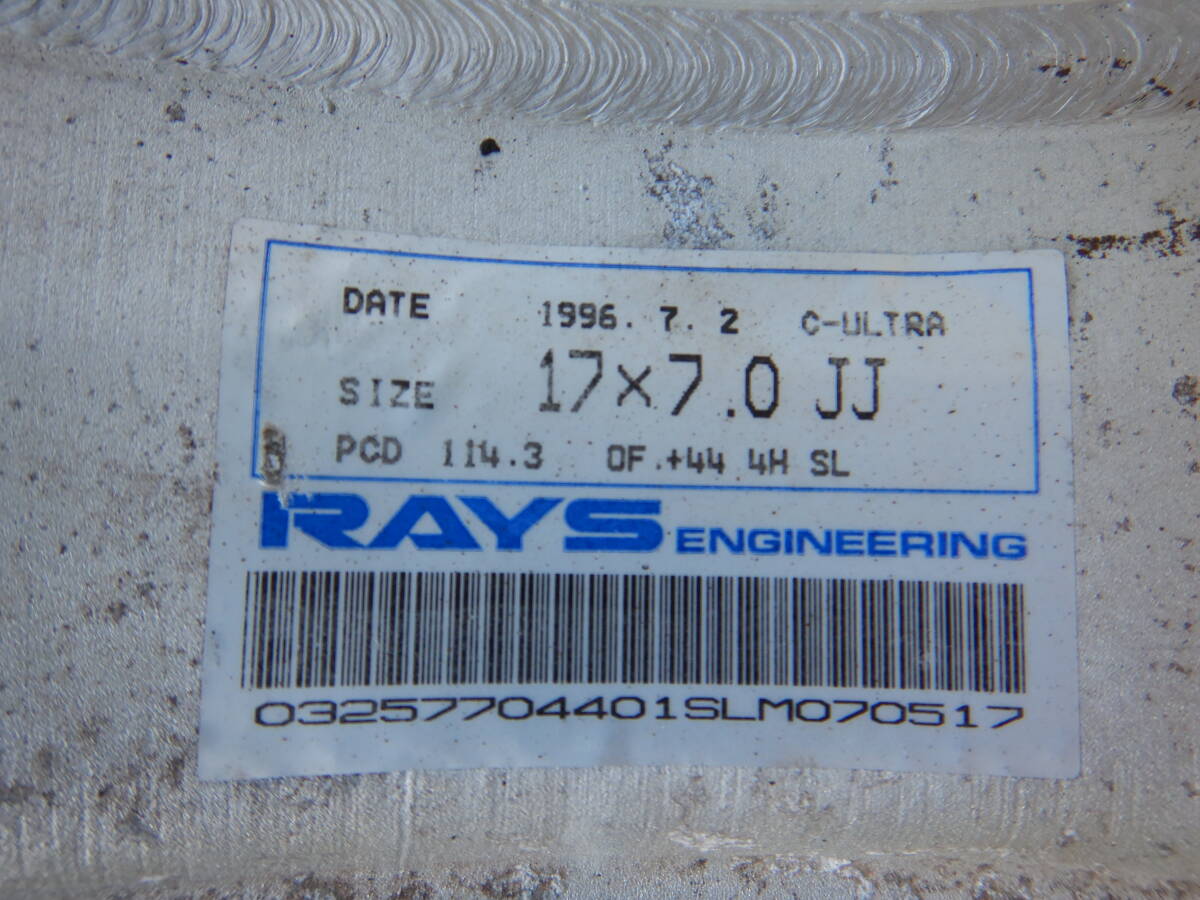 DATE 1996. 7. 2 C-ULTRA
SIZE 17×7.0 JJ
PCD 114.3 OF.+44 4H SL
RAYS ENGINEERING
03257704401SLM070517